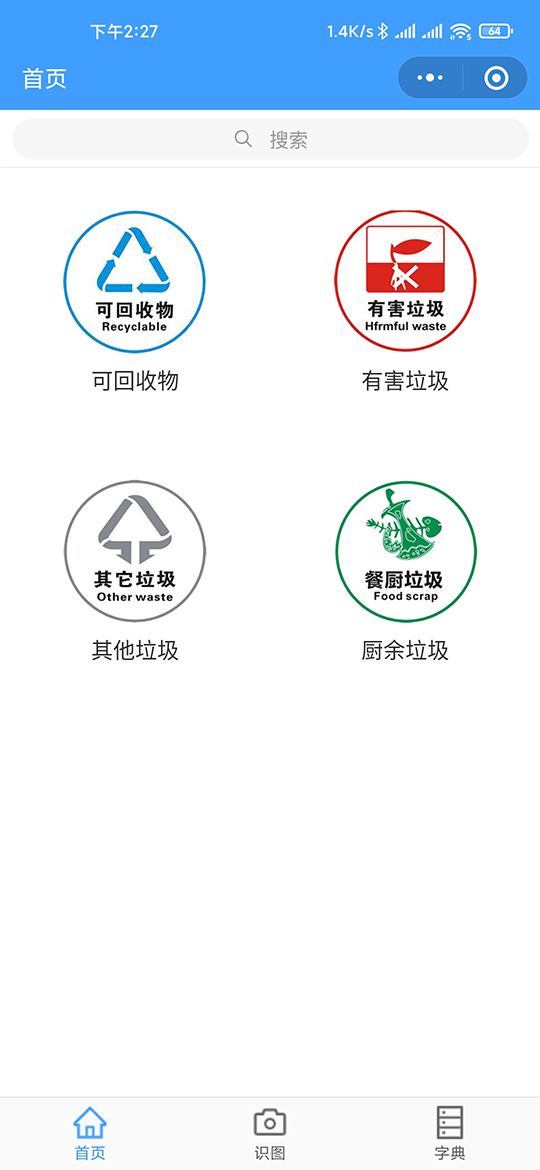 下午2:27
1.4K/s
5
64
首页
搜索
可回收物
Recyclable
可回收物
有害垃圾
Hfrmful waste
有害垃圾
其它垃圾
Other waste
其他垃圾
餐厨垃圾
Food scrap
厨余垃圾
首页
识图
字典